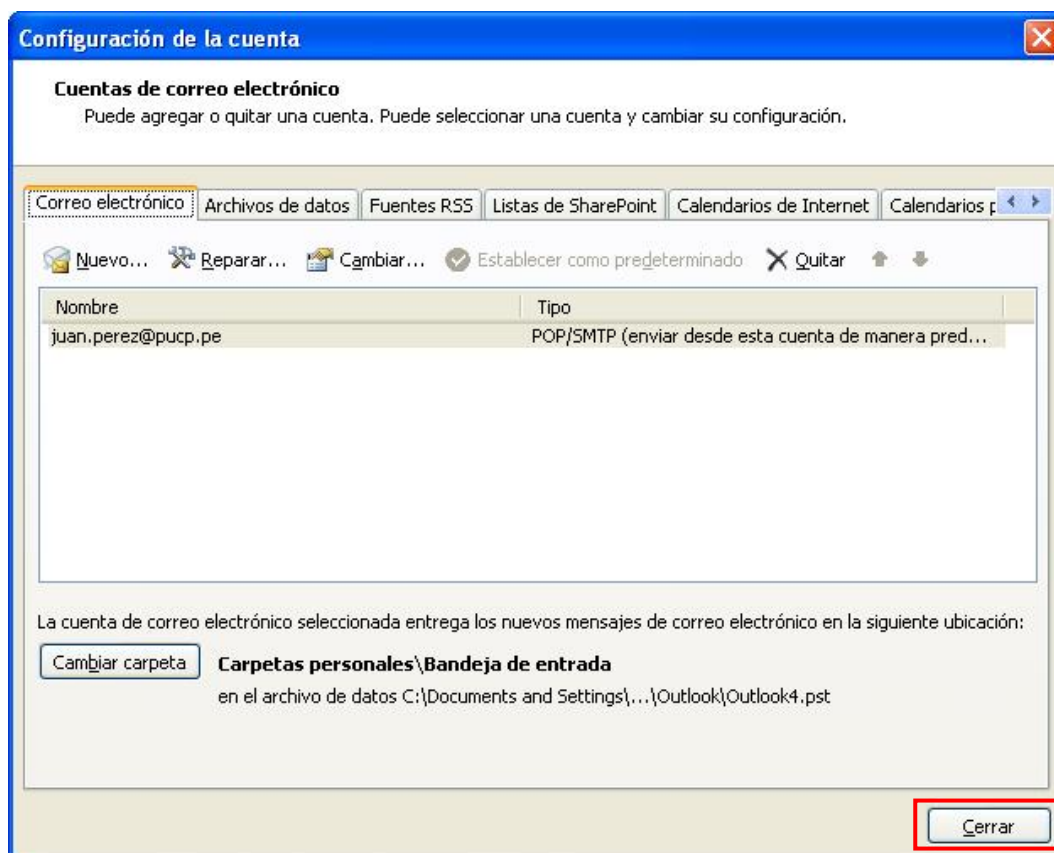 Configuración de la cuenta
Cuentas de correo electrónico
Puede agregar o quitar una cuenta. Puede seleccionar una cuenta y cambiar su configuración.
Correo electrónico Archivos de datos Fuentes RSS Listas de SharePoint Calendarios de Internet Calendarios p
Nuevo... Reparar... Cambiar... Establecer como predeterminado Quitar
Nombre Tipo
juan.perez@pucp.pe POP/SMTP (enviar desde esta cuenta de manera pred...
La cuenta de correo electrónico seleccionada entrega los nuevos mensajes de correo electrónico en la siguiente ubicación:
Cambiar carpeta Carpetas personales\Bandeja de entrada
en el archivo de datos C:\Documents and Settings\...\Outlook\Outlook4.pst
Cerrar